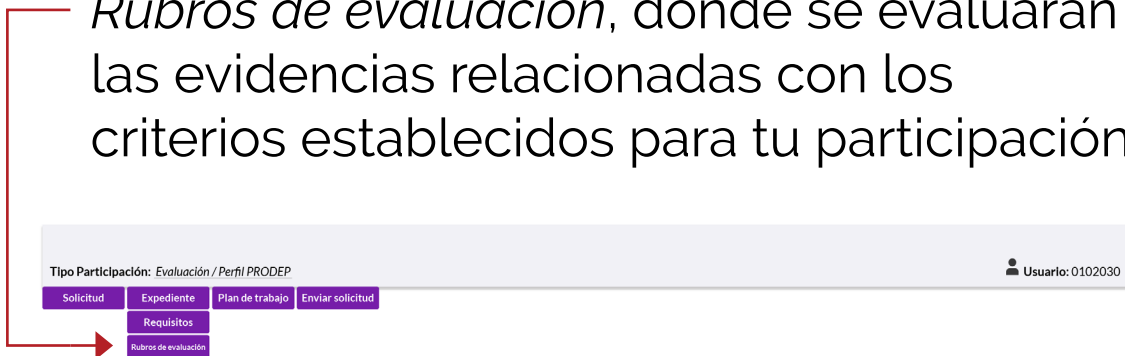 Rubros de evaluación, donde se evaluarán
las evidencias relacionadas con los
criterios establecidos para tu participación
Tipo Participación: Evaluación / Perfil PRODEP
Usuario: 0102030
Solicitud
Expediente
Plan de trabajo
Enviar solicitud
Requisitos
Rubros de evaluación